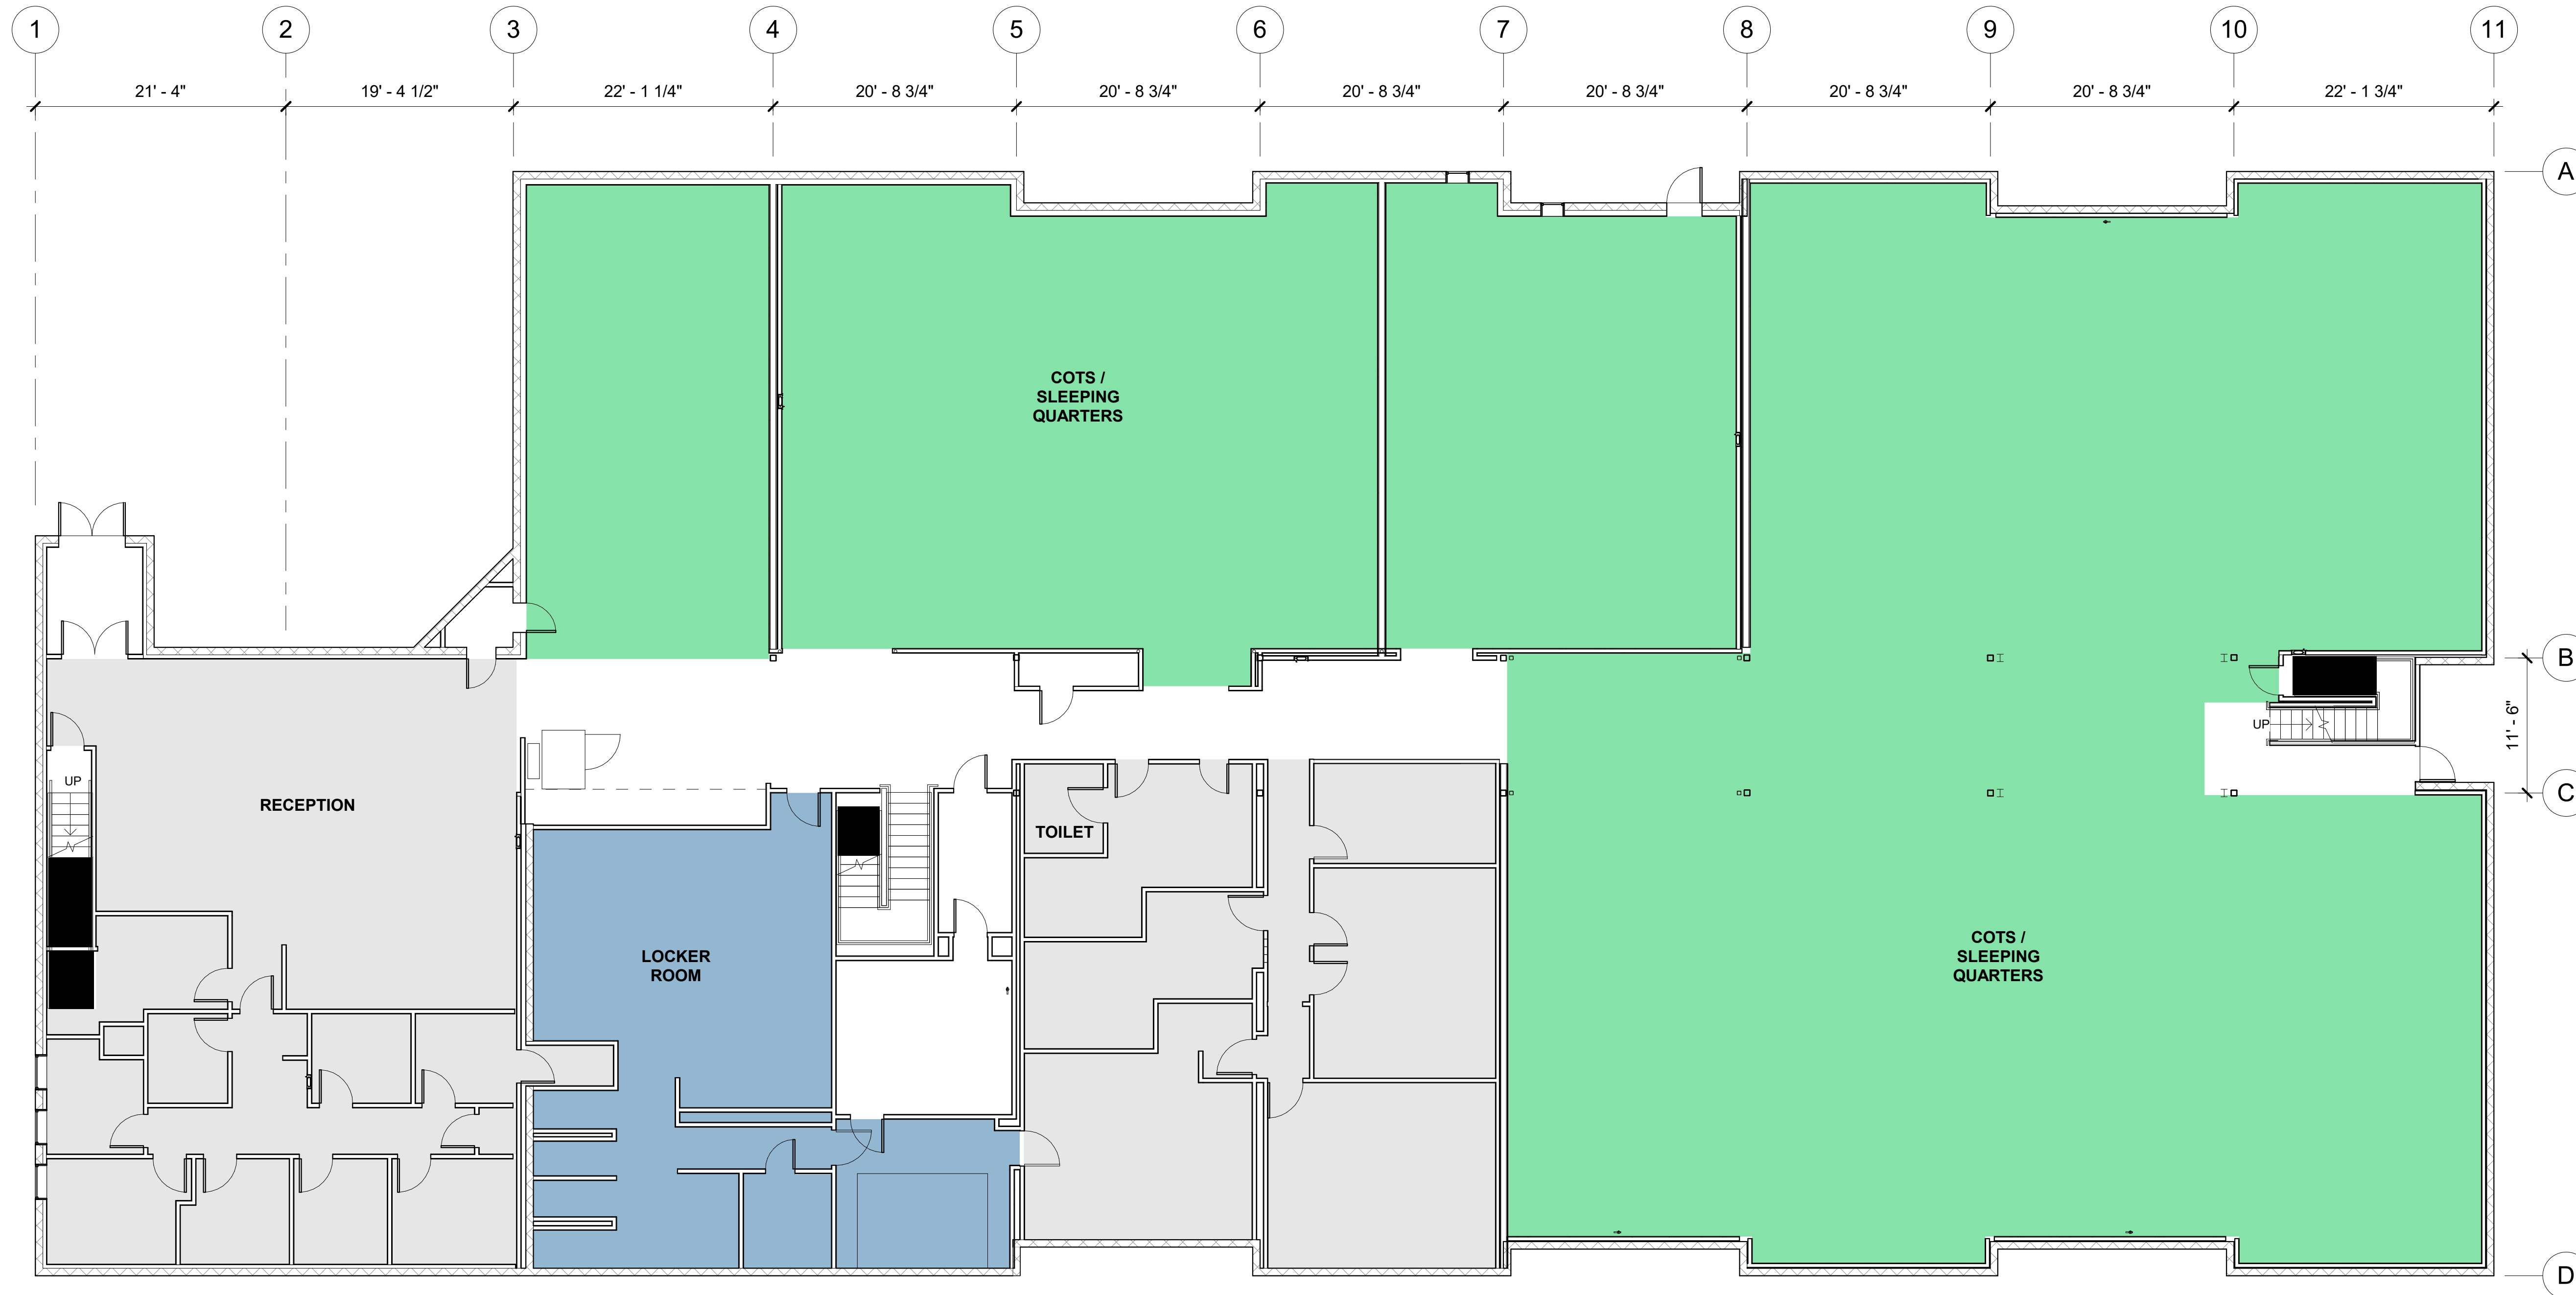 1
2
3
4
5
6
7
8
9
10
11
21' - 4"
19' - 4 1/2"
22' - 1 1/4"
20' - 8 3/4"
20' - 8 3/4"
20' - 8 3/4"
20' - 8 3/4"
20' - 8 3/4"
20' - 8 3/4"
22' - 1 3/4"
A
COTS /
SLEEPING
QUARTERS
B
UP
11' - 6"
UP
RECEPTION
C
TOILET
LOCKER
ROOM
COTS /
SLEEPING
QUARTERS
D